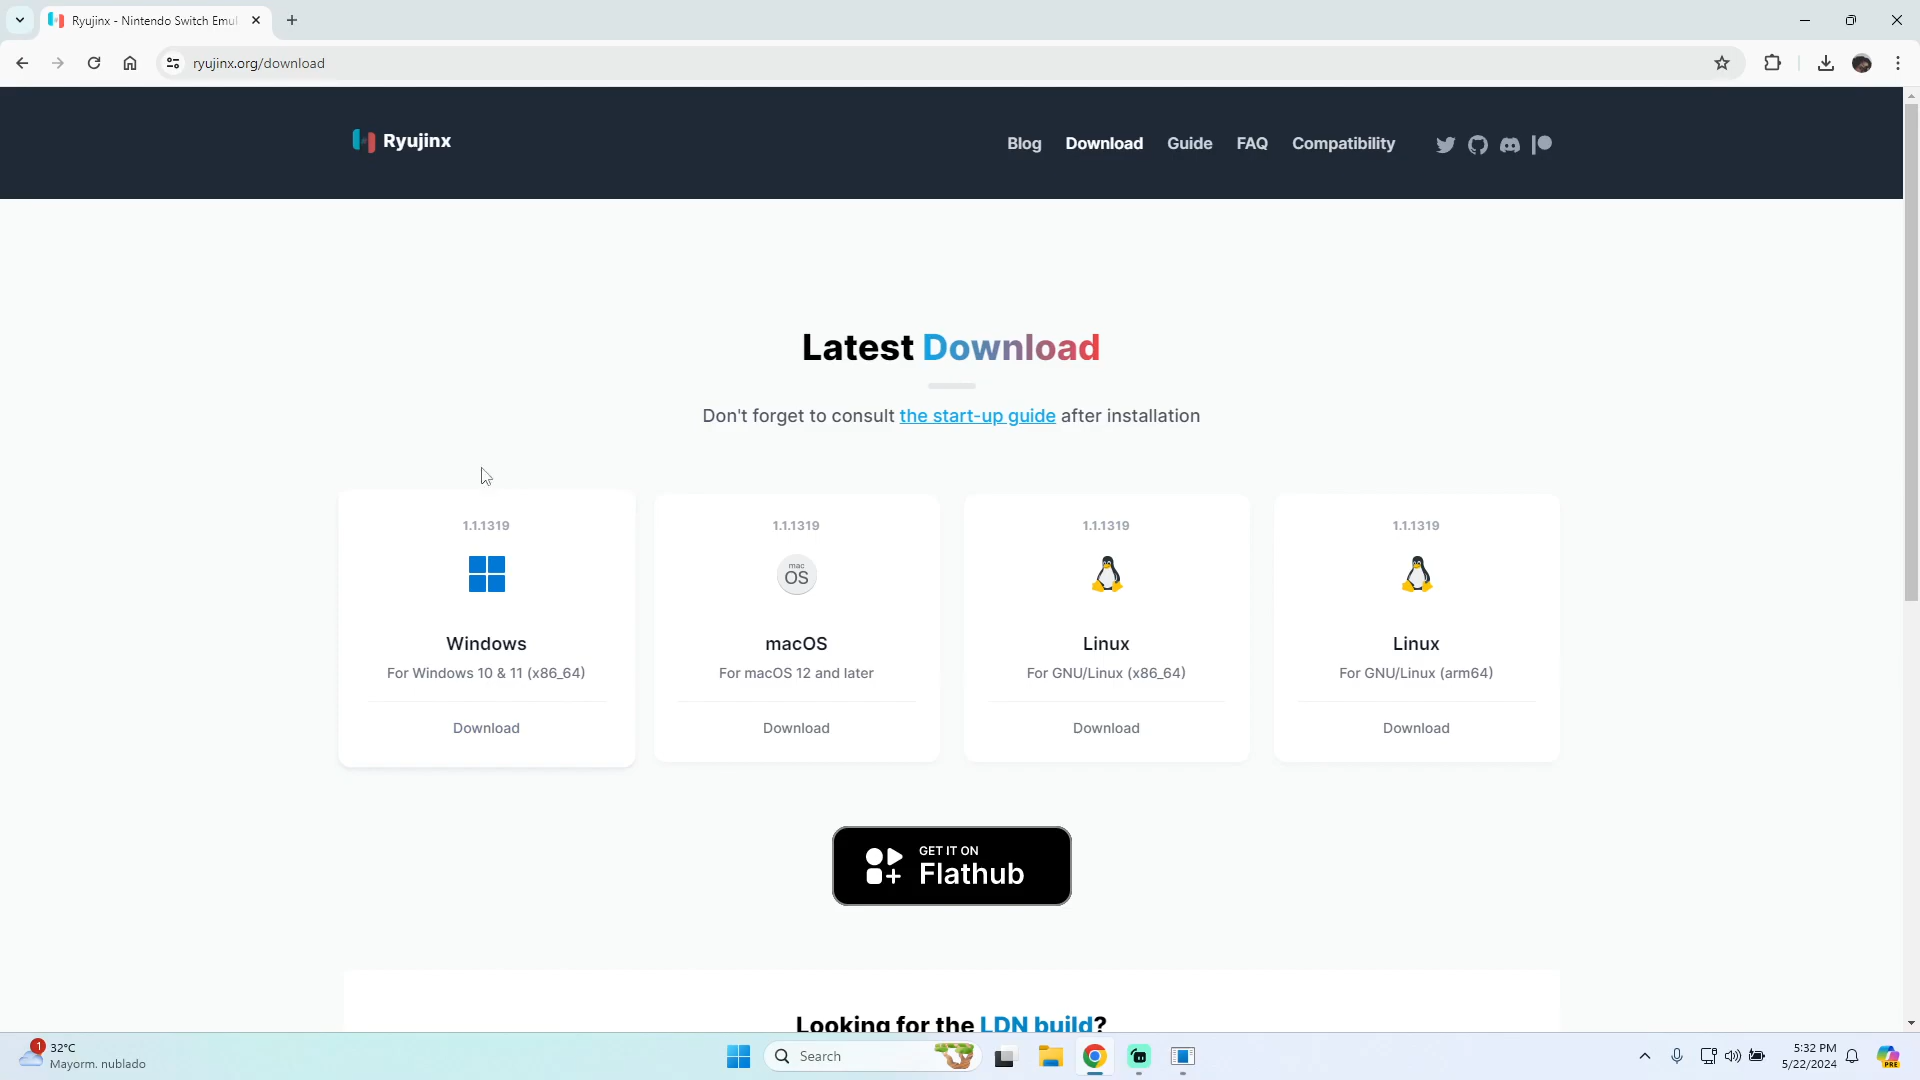 Ryujinx - Nintendo Switch Emul
ryujinx.org/download
Ryujinx
Blog Download Guide FAQ Compatibility
Latest Download
Don't forget to consult the start-up guide after installation
1.1.1319
Windows
For Windows 10 & 11 (x86_64)
Download
1.1.1319
mac
OS
macOS
For macOS 12 and later
Download
1.1.1319
Linux
For GNU/Linux (x86_64)
Download
1.1.1319
Linux
For GNU/Linux (arm64)
Download
GET IT ON
Flathub
Looking for the LDN build?
1
32°C
Mayorm. nublado
Search
5:32 PM
5/22/2024
PRE